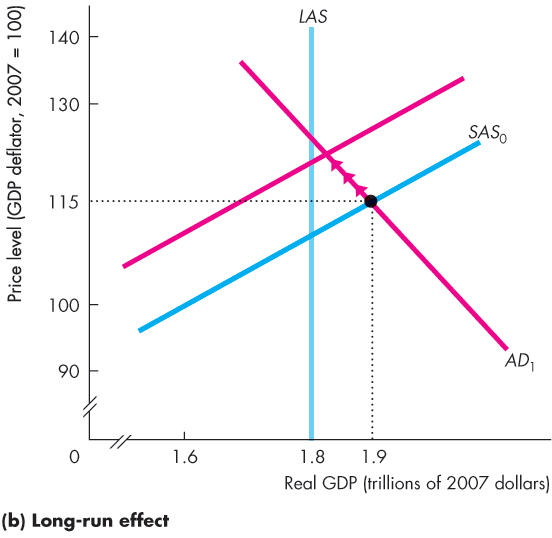 Price level (GDP deflator, 2007 = 100)
LAS
140
130
SAS0
115
100
AD1
90
0
1.6
1.8
1.9
Real GDP (trillions of 2007 dollars)
(b) Long-run effect